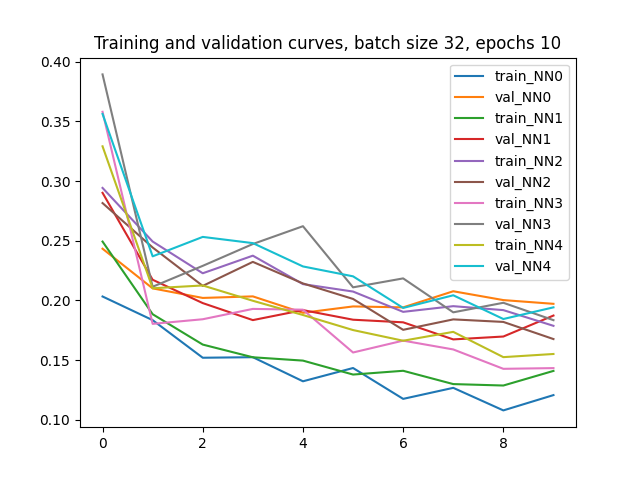 Training and validation curves, batch size 32, epochs 10
0.40
0.35
0.30
0.25
0.20
0.15
0.10
0 2 4 6 8
train_NN0
val_NN0
train_NN1
val_NN1
train_NN2
val_NN2
train_NN3
val_NN3
train_NN4
val_NN4